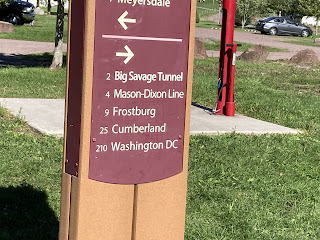 Meyersdale
←
→
2 Big Savage Tunnel
4 Mason-Dixon Line
9 Frostburg
25 Cumberland
210 Washington DC